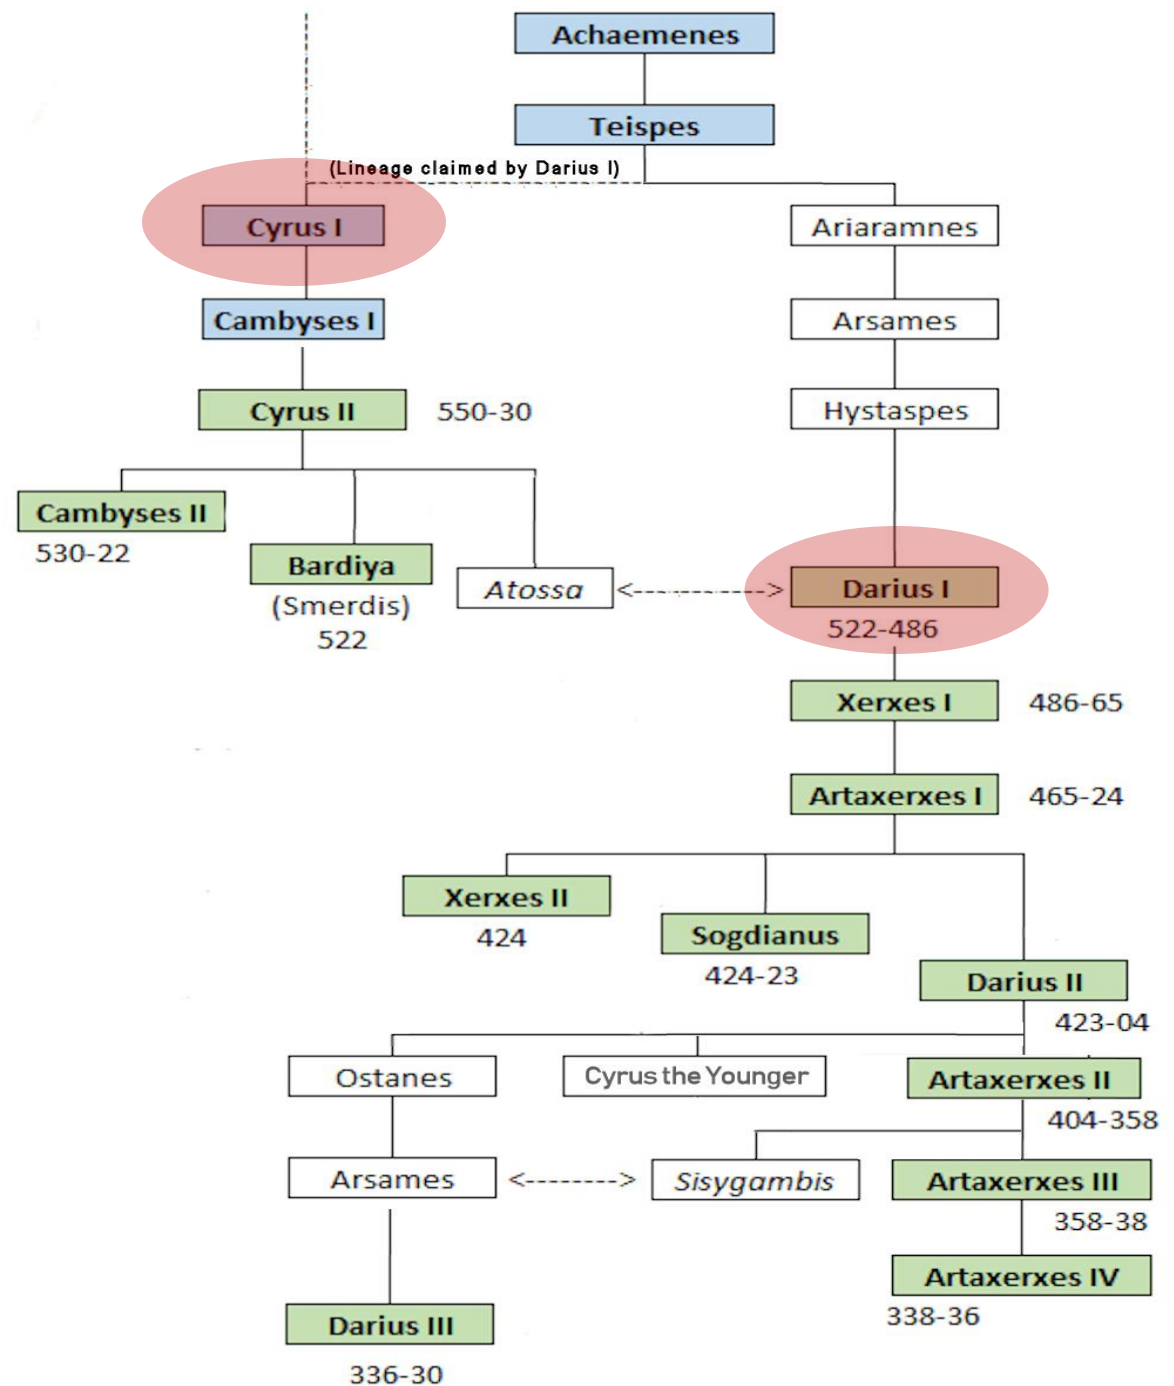 Achaemenes
Teispes
(Lineage claimed by Darius I)
Cyrus I
Ariaramnes
Cambyses I
Arsames
Cyrus II
550-30
Hystaspes
Cambyses II
530-22
Bardiya
(Smerdis)
522
Atossa
<-------->
Darius I
522-486
Xerxes I
486-65
Artaxerxes I
465-24
Xerxes II
424
Sogdianus
424-23
Darius II
423-04
Ostanes
Cyrus the Younger
Artaxerxes II
404-358
Arsames
<-------->
Sisygambis
Artaxerxes III
358-38
Artaxerxes IV
338-36
Darius III
336-30